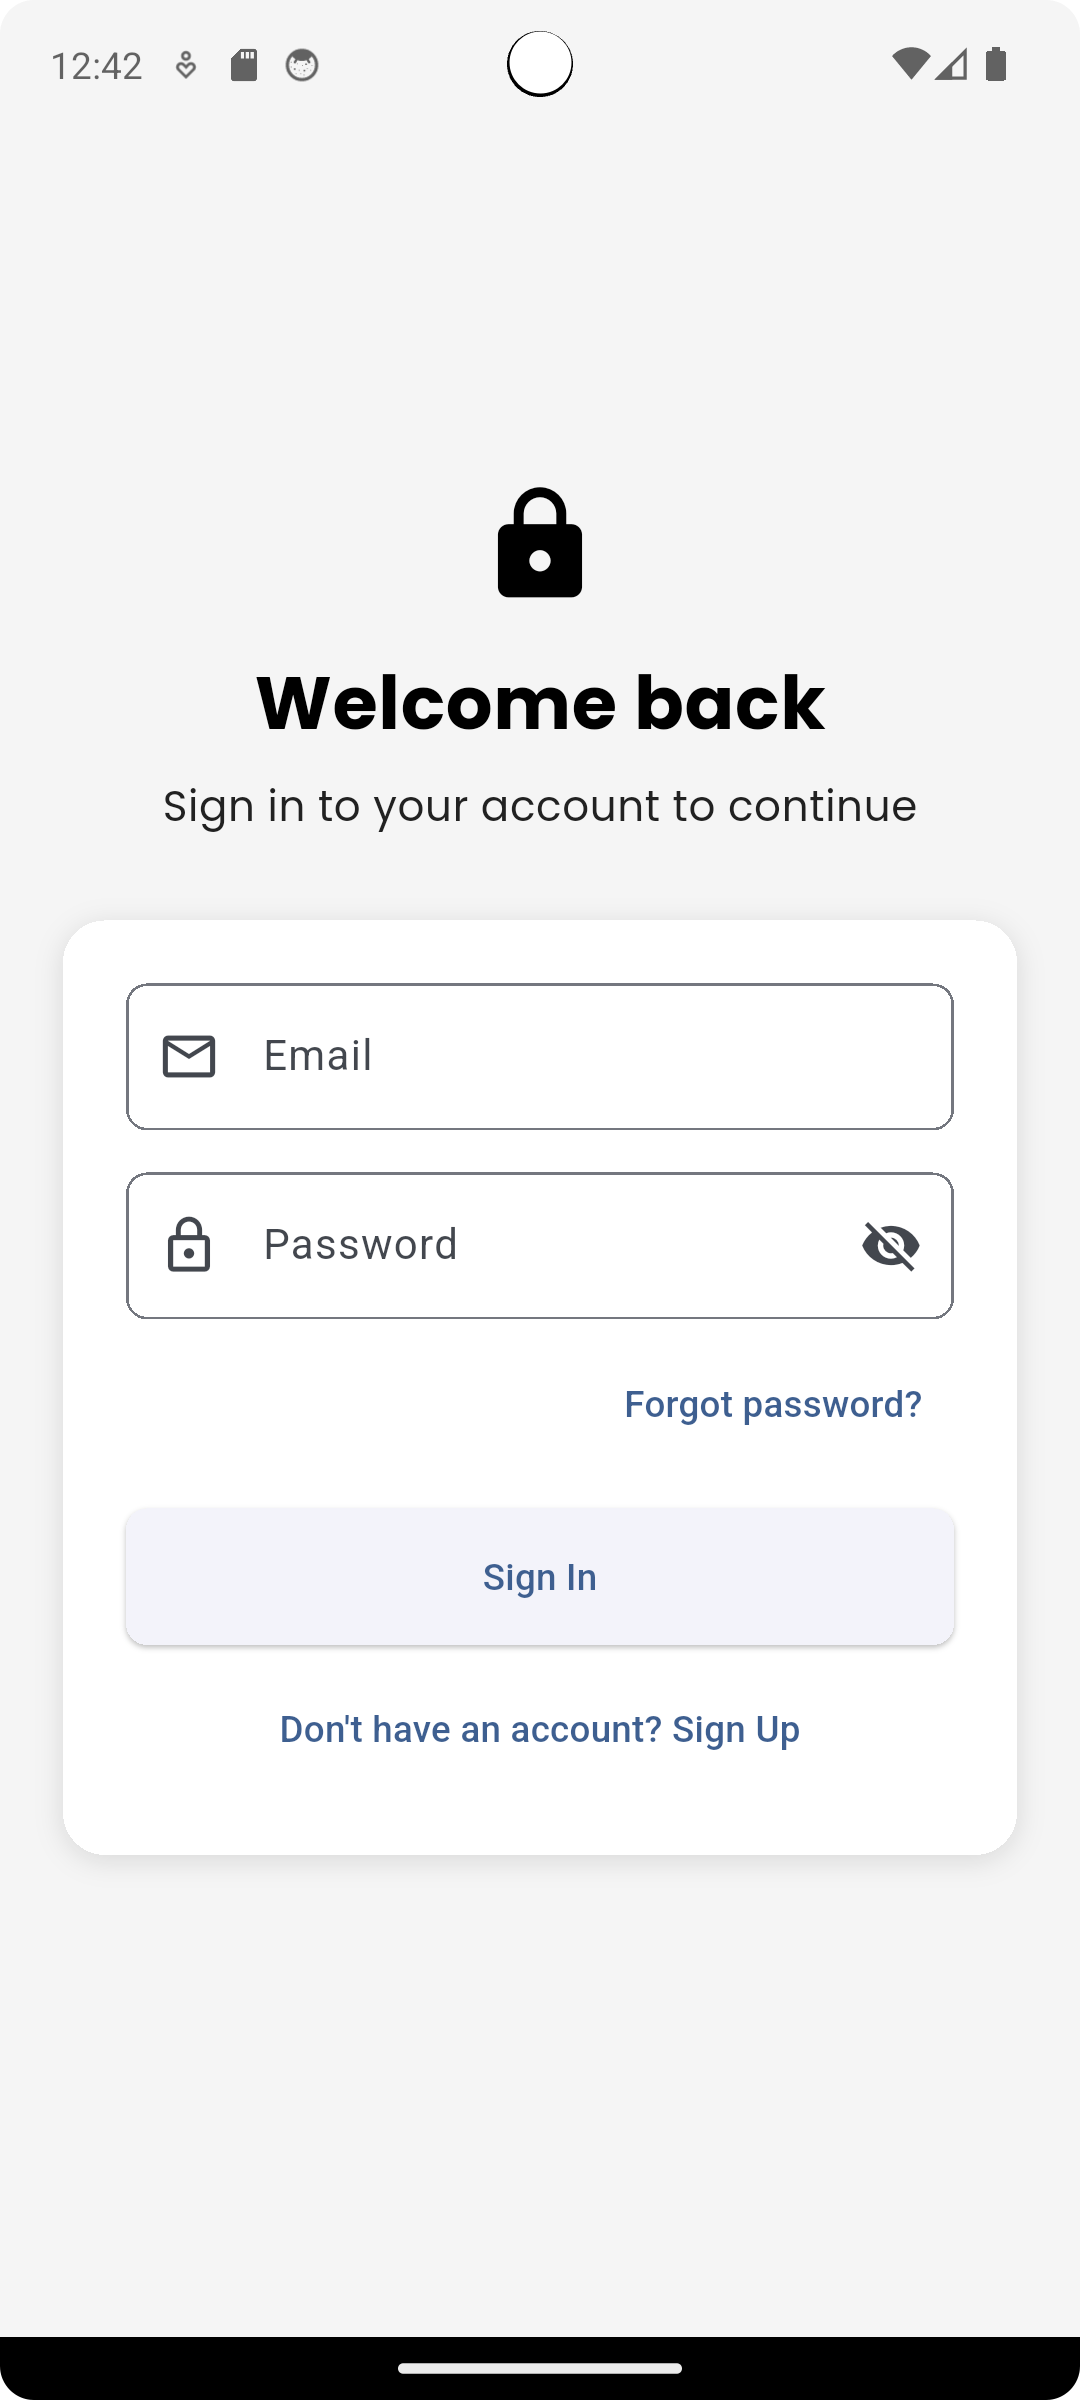 12:42
Welcome back
Sign in to your account to continue
Email
Password
Forgot password?
Sign In
Don't have an account? Sign Up